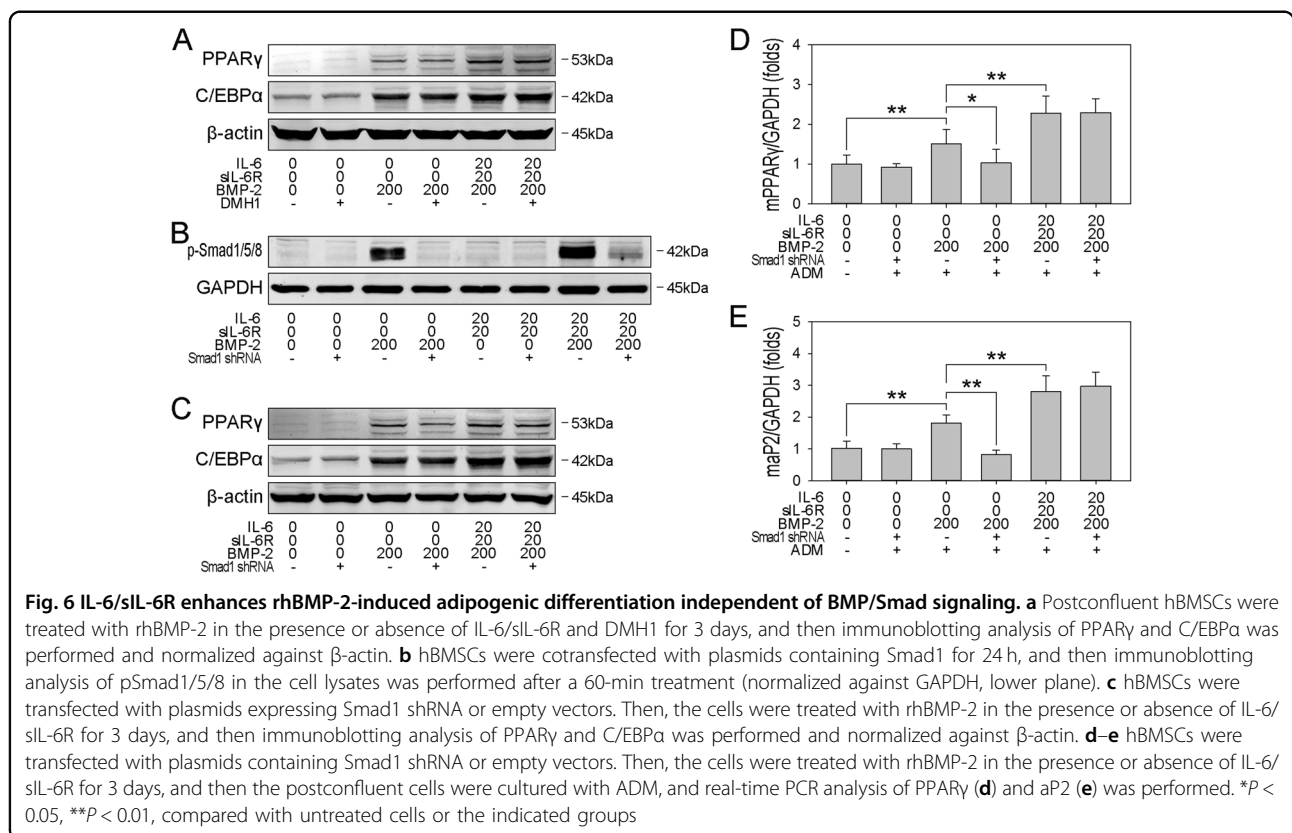 A
PPARγ
-53kDa
C/EBPα
-42kDa
β-actin
-45kDa
IL-6 0 0 0 0 20 20
sIL-6R 0 0 0 0 20 20
BMP-2 0 0 200 200 200 200
DMH1 - + - + - +
B
p-Smad1/5/8
-42kDa
GAPDH
-45kDa
IL-6 0 0 0 0 20 20 20 20
sIL-6R 0 0 0 0 20 20 20 20
BMP-2 0 0 200 200 0 0 200 200
Smad1 shRNA - + - + - + - +
C
PPARγ
-53kDa
C/EBPα
-42kDa
β-actin
-45kDa
IL-6 0 0 0 0 20 20
sIL-6R 0 0 0 0 20 20
BMP-2 0 0 200 200 200 200
Smad1 shRNA - + - + - +
D
mPPARγ/GAPDH (folds)
4
3
2
1
0
**
*
**
IL-6 0 0 0 0 20 20
sIL-6R 0 0 0 0 20 20
BMP-2 0 0 200 200 200 200
Smad1 shRNA - + - + - +
ADM - + + + + +
E
maP2/GAPDH (folds)
5
4
3
2
1
0
**
**
**
IL-6 0 0 0 0 20 20
sIL-6R 0 0 0 0 20 20
BMP-2 0 0 200 200 200 200
Smad1 shRNA - + - + - +
ADM - + + + + +
Fig. 6 IL-6/sIL-6R enhances rhBMP-2-induced adipogenic differentiation independent of BMP/Smad signaling. a Postconfluent hBMSCs were
treated with rhBMP-2 in the presence or absence of IL-6/sIL-6R and DMH1 for 3 days, and then immunoblotting analysis of PPARγ and C/EBPα was
performed and normalized against β-actin. b hBMSCs were cotransfected with plasmids containing Smad1 for 24 h, and then immunoblotting
analysis of pSmad1/5/8 in the cell lysates was performed after a 60-min treatment (normalized against GAPDH, lower plane). c hBMSCs were
transfected with plasmids expressing Smad1 shRNA or empty vectors. Then, the cells were treated with rhBMP-2 in the presence or absence of IL-6/
sIL-6R for 3 days, and then immunoblotting analysis of PPARγ and C/EBPα was performed and normalized against β-actin. d–e hBMSCs were
transfected with plasmids containing Smad1 shRNA or empty vectors. Then, the cells were treated with rhBMP-2 in the presence or absence of IL-6/
sIL-6R for 3 days, and then the postconfluent cells were cultured with ADM, and real-time PCR analysis of PPARγ (d) and aP2 (e) was performed. *P <
0.05, **P < 0.01, compared with untreated cells or the indicated groups